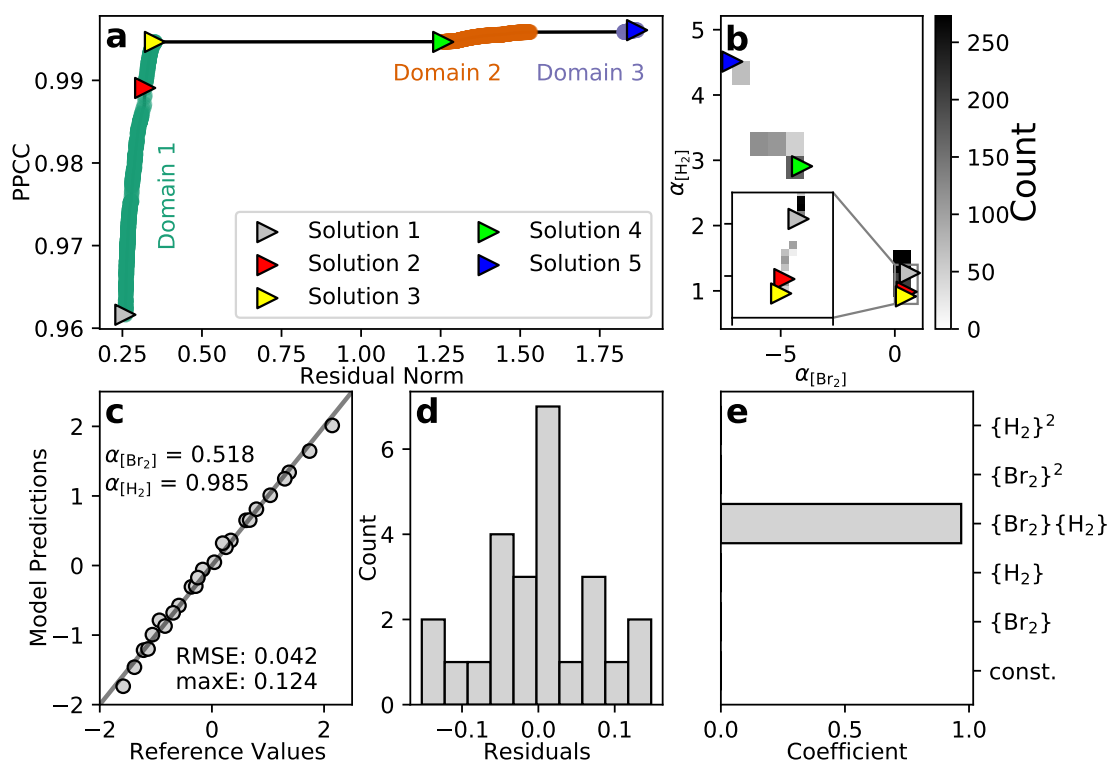 a
0.99
0.98
0.97
0.96
PPCC
Domain 1
Domain 2
Domain 3
Solution 1
Solution 2
Solution 3
Solution 4
Solution 5
0.25
0.50
0.75
1.00
1.25
1.50
1.75
Residual Norm
b
5
4
3
2
1
α[H₂]
−5
0
α[Br₂]
250
200
150
100
50
0
Count
c
2
1
0
−1
−2
Model Predictions
α[Br₂] = 0.518
α[H₂] = 0.985
RMSE: 0.042
maxE: 0.124
−2
0
2
Reference Values
d
6
4
2
0
Count
−0.1
0.0
0.1
Residuals
e
{H₂}²
{Br₂}²
{Br₂}{H₂}
{H₂}
{Br₂}
const.
0.0
0.5
1.0
Coefficient